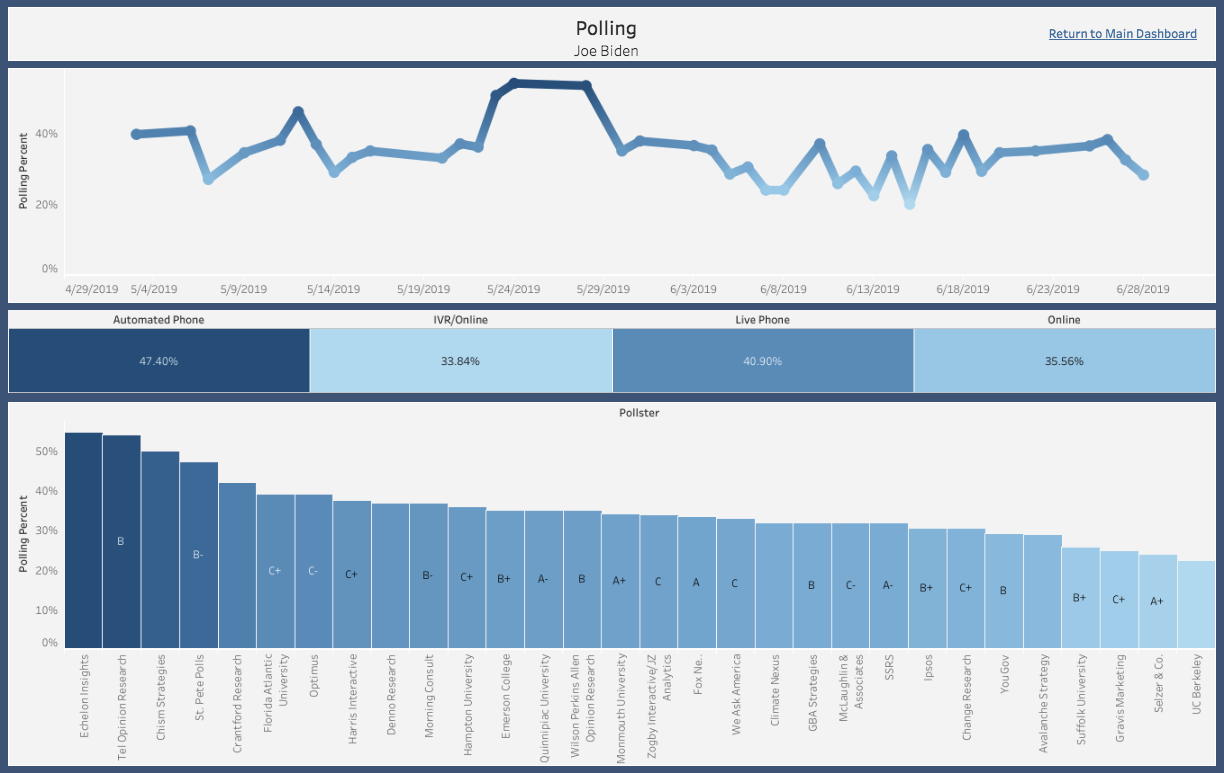 Polling
Joe Biden
Return to Main Dashboard
Polling Percent
40%
20%
0%
4/29/2019 5/4/2019 5/9/2019 5/14/2019 5/19/2019 5/24/2019 5/29/2019 6/3/2019 6/8/2019 6/13/2019 6/18/2019 6/23/2019 6/28/2019
Automated Phone IVR/Online Live Phone Online
47.40% 33.84% 40.90% 35.56%
Pollster
Polling Percent
50%
40%
30%
20%
10%
0%
B B- C+ C- C+ B- C+ B+ A- B A+ C A C B C- A- B+ C+ B B+ C+ A+
Echelon Insights
Tel Opinion Research
Chism Strategies
St. Pete Polls
Crantford Research
Florida Atlantic
University
Optimus
Harris Interactive
Denno Research
Morning Consult
Hampton University
Emerson College
Quinnipiac University
Wilson Perkins Allen
Opinion Research
Monmouth University
Zogby Interactive/JZ
Analytics
Fox Ne..
We Ask America
Climate Nexus
GBA Strategies
McLaughlin &
Associates
SSRS
Ipsos
Change Research
YouGov
Avalanche Strategy
Suffolk University
Gravis Marketing
Selzer & Co.
UC Berkeley